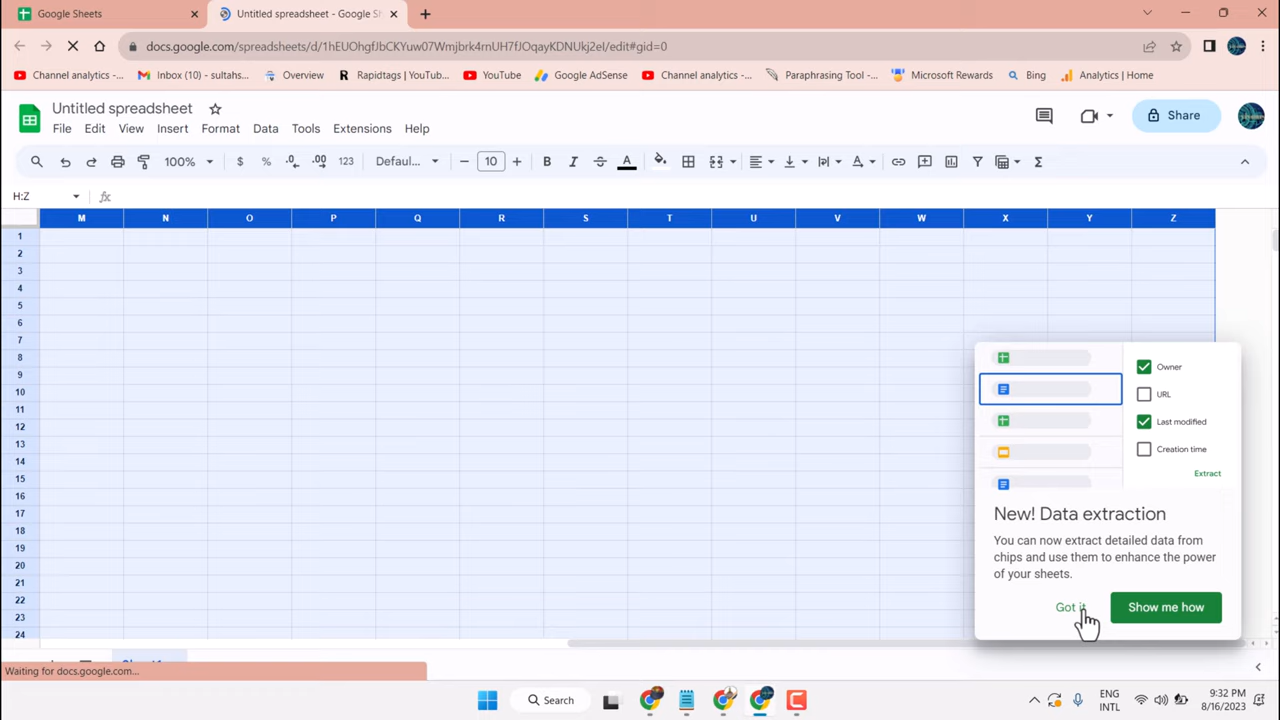 Google Sheets
Untitled spreadsheet - Google Sh
docs.google.com/spreadsheets/d/1hEUOhgfJbCKYuw07Wmjbrk4rnUH7fJOqayKDNUkj2eI/edit#gid=0
Channel analytics -... Inbox (10) - sultahs... Overview Rapidtags | YouTub... YouTube Google AdSense Channel analytics -... Paraphrasing Tool -... Microsoft Rewards Bing Analytics | Home
Untitled spreadsheet
Share
File Edit View Insert Format Data Tools Extensions Help
100% $ % .0 .00 123 Defaul... 10 B I S A
H:Z fx
M N O P Q R S T U V W X Y Z
1
2
3
4
5
6
7
8
9
10
11
12
13
14
15
16
17
18
19
20
21
22
23
24
Owner
URL
Last modified
Creation time
Extract
New! Data extraction
You can now extract detailed data from
chips and use them to enhance the power
of your sheets.
Got it Show me how
Waiting for docs.google.com...
Search
ENG
INTL
9:32 PM
8/16/2023